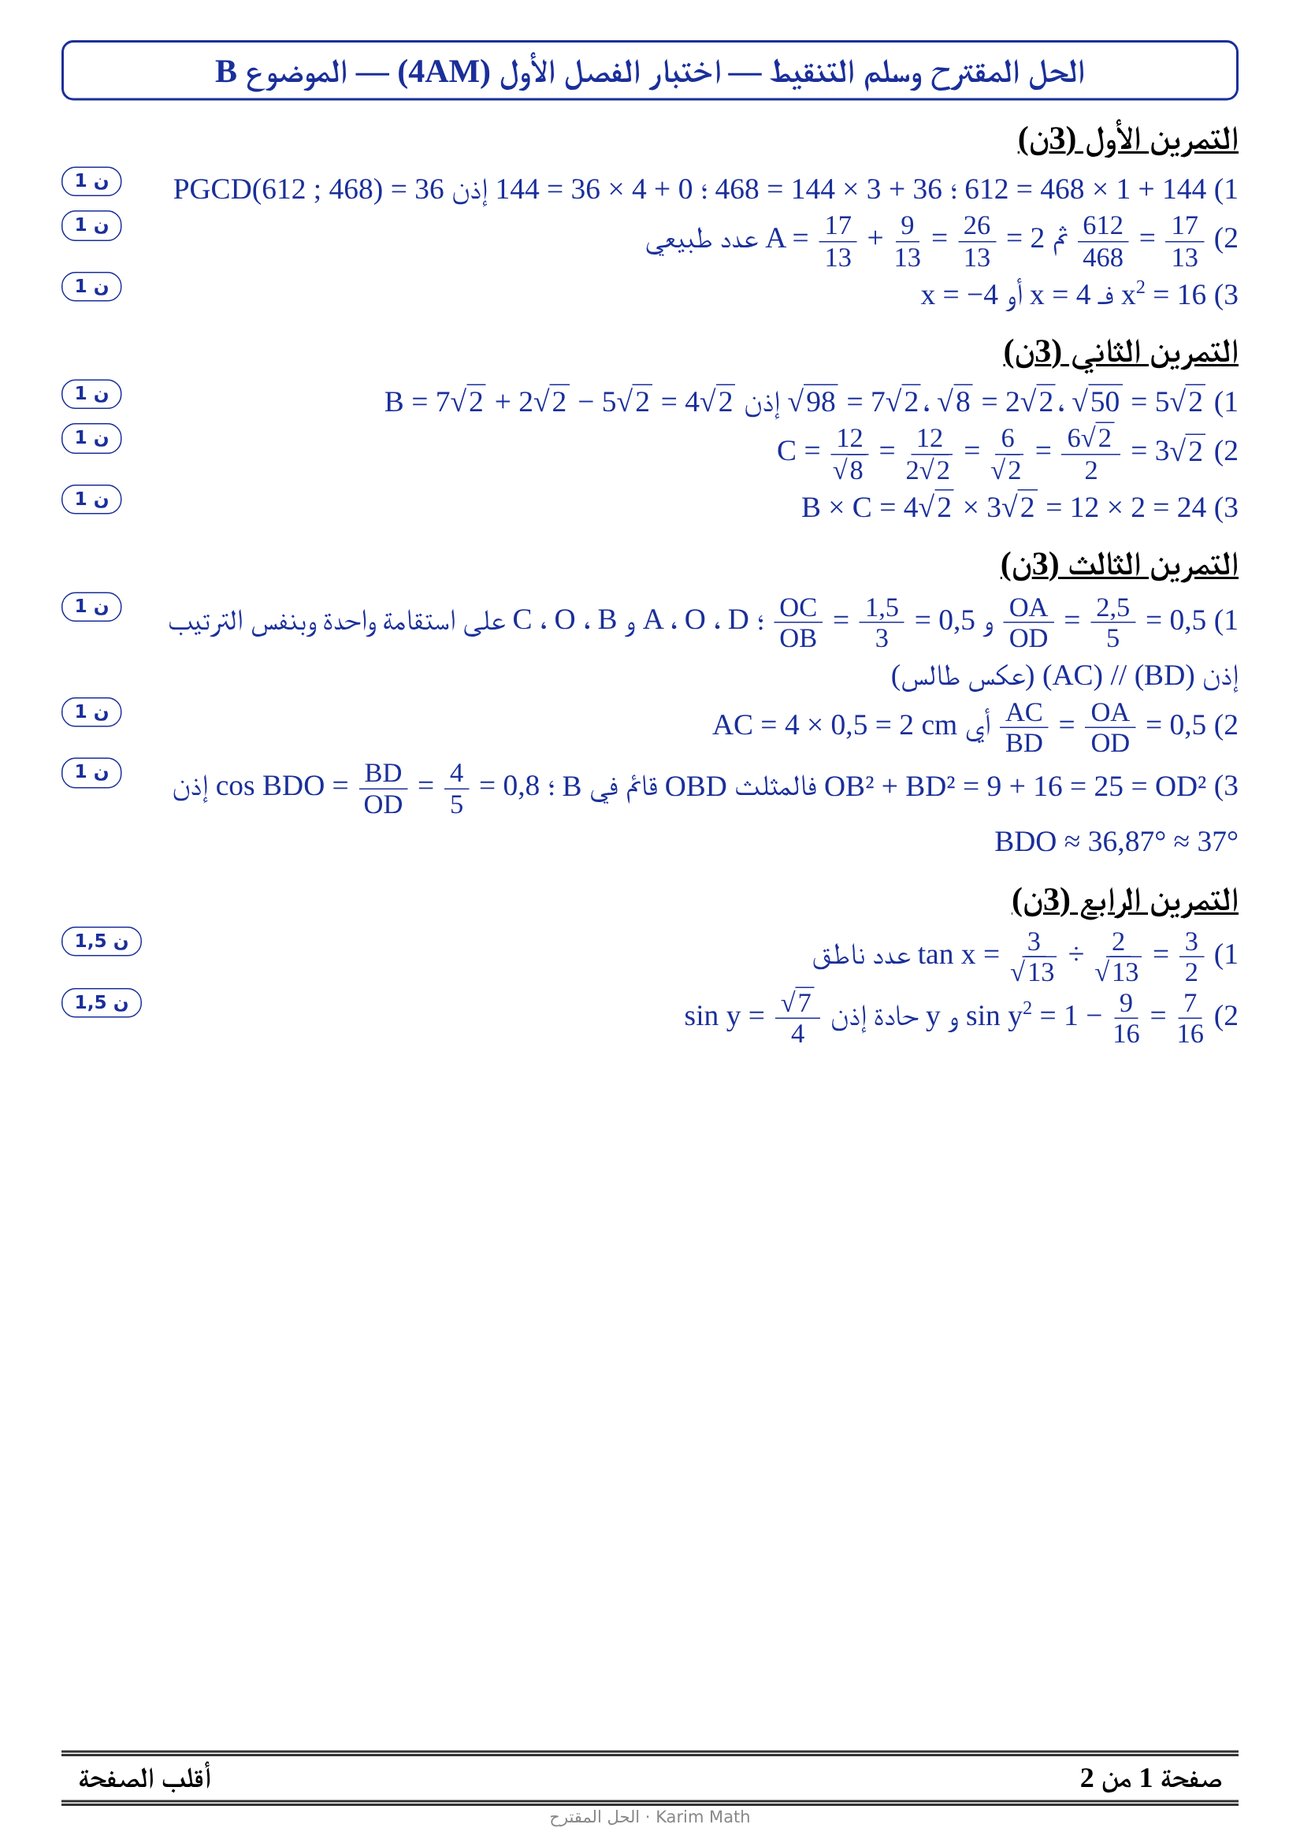 الحل المقترح وسلم التنقيط — اختبار الفصل الأول (4AM) — الموضوع B
التمرين الأول (3ن)
1) 612 = 468 × 1 + 144 ؛ 468 = 144 × 3 + 36 ؛ 144 = 36 × 4 + 0 إذن PGCD(612 ; 468) = 36 1 ن
2) 612/468 = 17/13 ثم A = 17/13 + 9/13 = 26/13 = 2 عدد طبيعي 1 ن
3) x² = 16 فـ x = 4 أو x = −4 1 ن
التمرين الثاني (3ن)
1) √50 = 5√2 ، √8 = 2√2 ، √98 = 7√2 إذن B = 7√2 + 2√2 − 5√2 = 4√2 1 ن
2) C = 12/√8 = 12/2√2 = 6/√2 = 6√2/2 = 3√2 1 ن
3) B × C = 4√2 × 3√2 = 12 × 2 = 24 1 ن
التمرين الثالث (3ن)
1) OA/OD = 2,5/5 = 0,5 و OC/OB = 1,5/3 = 0,5 ؛ A ، O ، D و C ، O ، B على استقامة واحدة وبنفس الترتيب 1 ن
إذن (AC) // (BD) (عكس طالس)
2) AC/BD = OA/OD = 0,5 أي AC = 4 × 0,5 = 2 cm 1 ن
3) OB² + BD² = 9 + 16 = 25 = OD² فالمثلث OBD قائم في B ؛ cos BDO = BD/OD = 4/5 = 0,8 إذن 1 ن
BDO ≈ 36,87° ≈ 37°
التمرين الرابع (3ن)
1) tan x = 3/√13 ÷ 2/√13 = 3/2 عدد ناطق 1,5 ن
2) sin y² = 1 − 9/16 = 7/16 و y حادة إذن sin y = √7/4 1,5 ن
صفحة 1 من 2 أقلب الصفحة
Karim Math · الحل المقترح